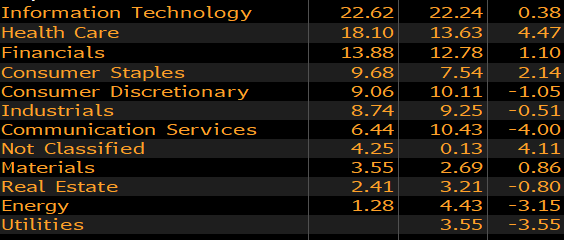 Information Technology 22.62 22.24 0.38
Health Care 18.10 13.63 4.47
Financials 13.88 12.78 1.10
Consumer Staples 9.68 7.54 2.14
Consumer Discretionary 9.06 10.11 -1.05
Industrials 8.74 9.25 -0.51
Communication Services 6.44 10.43 -4.00
Not Classified 4.25 0.13 4.11
Materials 3.55 2.69 0.86
Real Estate 2.41 3.21 -0.80
Energy 1.28 4.43 -3.15
Utilities 3.55 -3.55